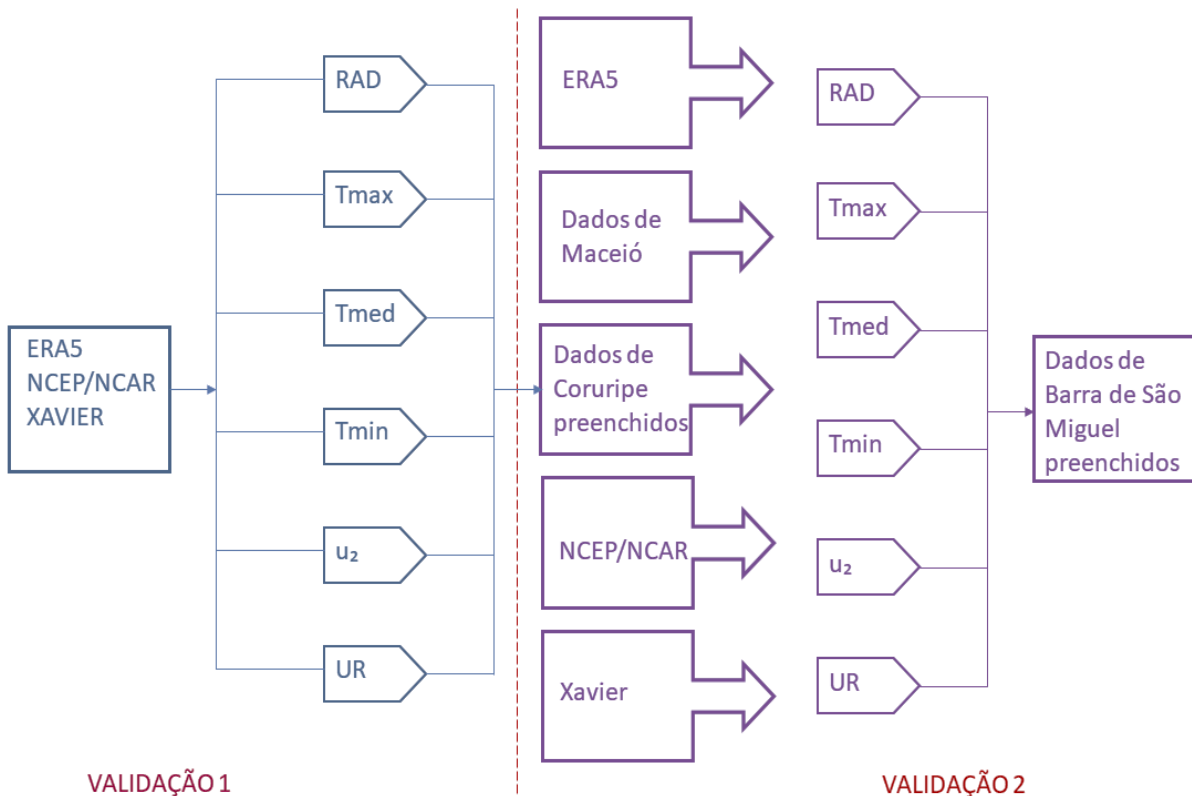 ERA5
NCEP/NCAR
XAVIER
RAD
Tmax
Tmed
Tmin
u₂
UR
VALIDAÇÃO 1
ERA5
Dados de
Maceió
Dados de
Coruripe
preenchidos
NCEP/NCAR
Xavier
RAD
Tmax
Tmed
Tmin
u₂
UR
Dados de
Barra de São
Miguel
preenchidos
VALIDAÇÃO 2